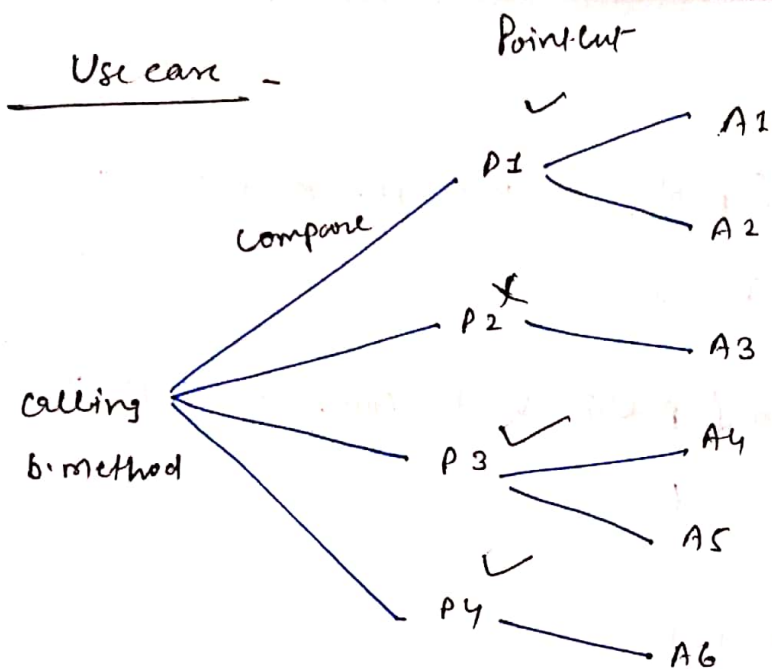 Pointcut
Use case -
✓
A1
P1
compare
A2
P2 ✗
A3
calling
b.method
P3 ✓
A4
A5
✓
P4
A6